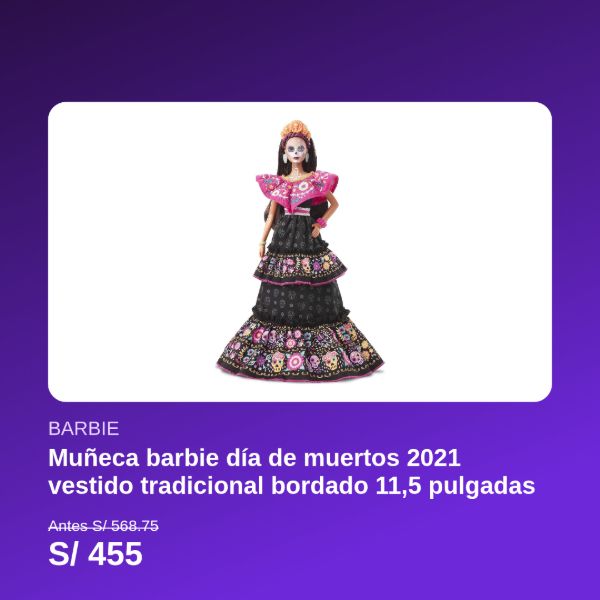 BARBIE
Muñeca barbie día de muertos 2021
vestido tradicional bordado 11,5 pulgadas
Antes S/ 568.75
S/ 455